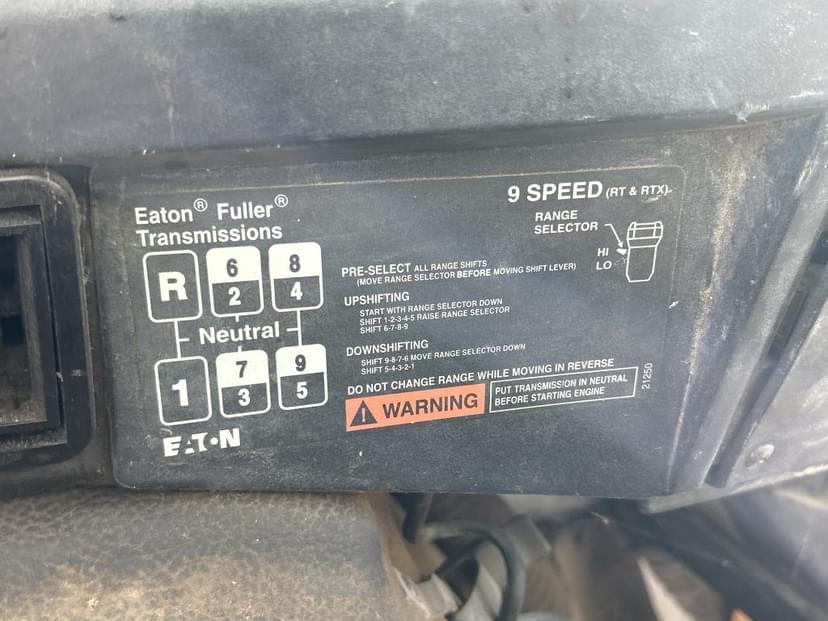 Eaton® Fuller®
Transmissions
9 SPEED (RT & RTX)
RANGE
SELECTOR
HI
LO
R 6 8
2 4
Neutral
7 9
1 3 5
EATON
PRE-SELECT ALL RANGE SHIFTS
(MOVE RANGE SELECTOR BEFORE MOVING SHIFT LEVER)
UPSHIFTING
START WITH RANGE SELECTOR DOWN
SHIFT 1-2-3-4-5 RAISE RANGE SELECTOR
SHIFT 6-7-8-9
DOWNSHIFTING
SHIFT 9-8-7-6 MOVE RANGE SELECTOR DOWN
SHIFT 5-4-3-2-1
DO NOT CHANGE RANGE WHILE MOVING IN REVERSE
WARNING
PUT TRANSMISSION IN NEUTRAL
BEFORE STARTING ENGINE
21250